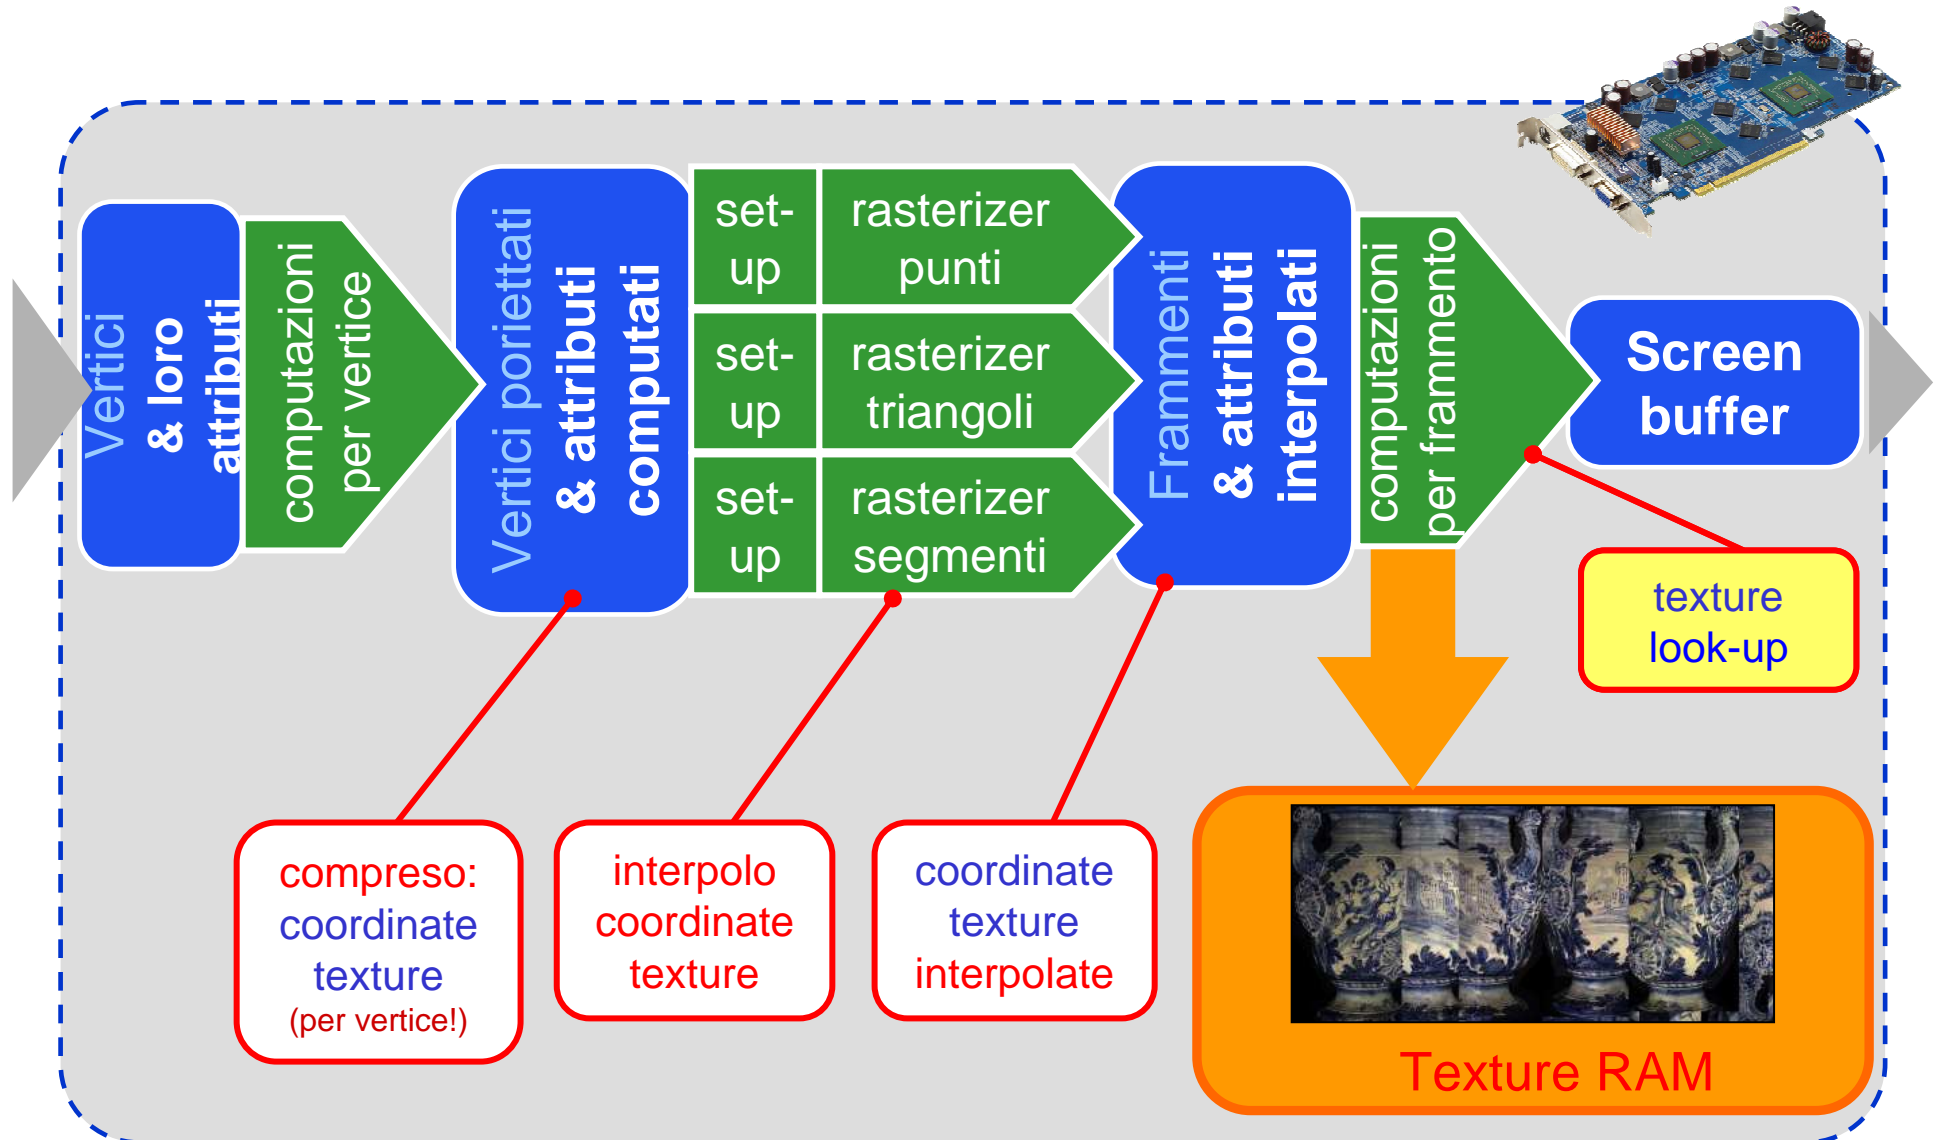 Vertici
& loro
attributi
computazioni
per vertice
Vertici poriettati
& attributi
computati
set-
up
rasterizer
punti
set-
up
rasterizer
triangoli
set-
up
rasterizer
segmenti
Frammenti
& attributi
interpolati
computazioni
per frammento
Screen
buffer
texture
look-up
compreso:
coordinate
texture
(per vertice!)
interpolo
coordinate
texture
coordinate
texture
interpolate
Texture RAM